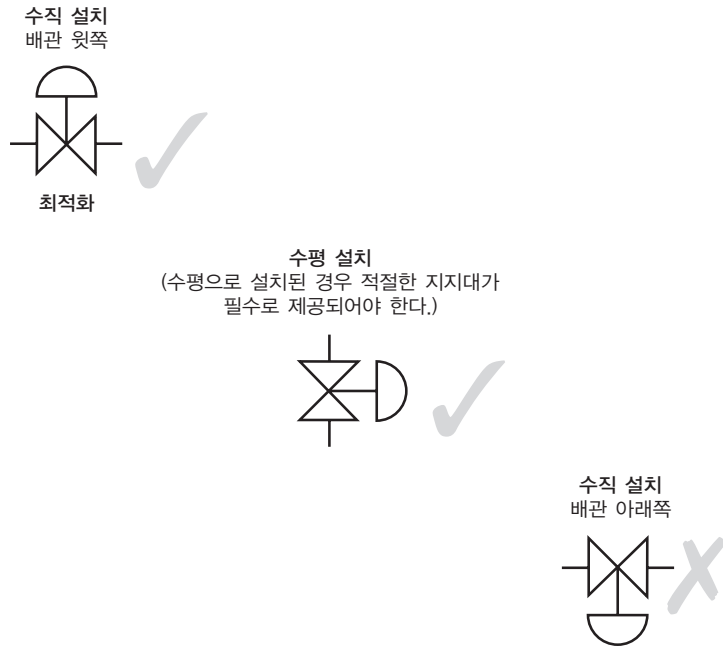 수직 설치
배관 윗쪽
최적화
수평 설치
(수평으로 설치된 경우 적절한 지지대가
필수로 제공되어야 한다.)
수직 설치
배관 아래쪽